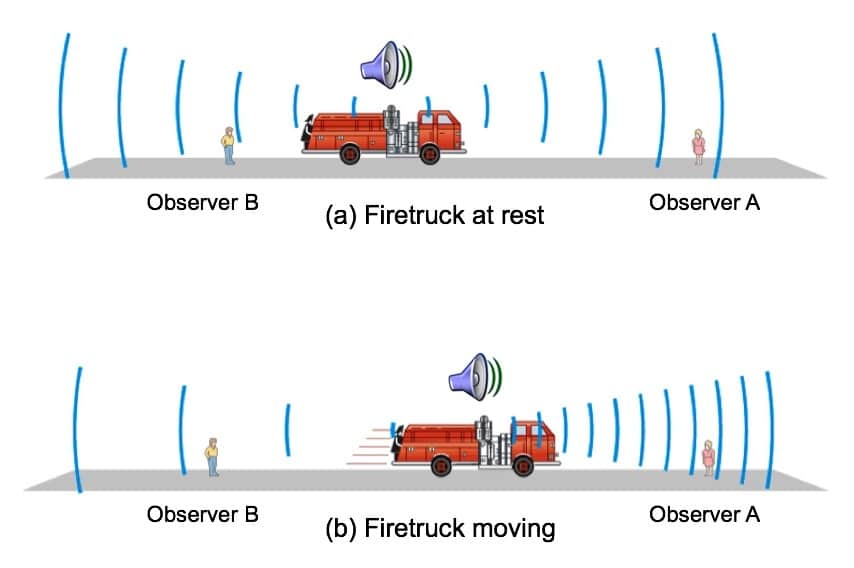 Observer B
(a) Firetruck at rest
Observer A
Observer B
(b) Firetruck moving
Observer A